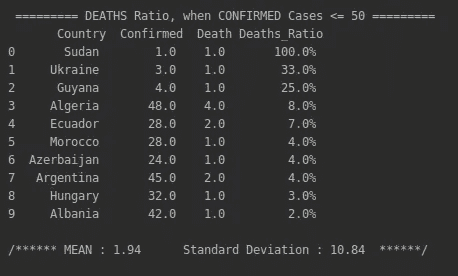 ========= DEATHS Ratio, when CONFIRMED Cases <= 50 =========
Country Confirmed Death Deaths_Ratio
0 Sudan 1.0 1.0 100.0%
1 Ukraine 3.0 1.0 33.0%
2 Guyana 4.0 1.0 25.0%
3 Algeria 48.0 4.0 8.0%
4 Ecuador 28.0 2.0 7.0%
5 Morocco 28.0 1.0 4.0%
6 Azerbaijan 24.0 1.0 4.0%
7 Argentina 45.0 2.0 4.0%
8 Hungary 32.0 1.0 3.0%
9 Albania 42.0 1.0 2.0%
/****** MEAN : 1.94 Standard Deviation : 10.84 ******/